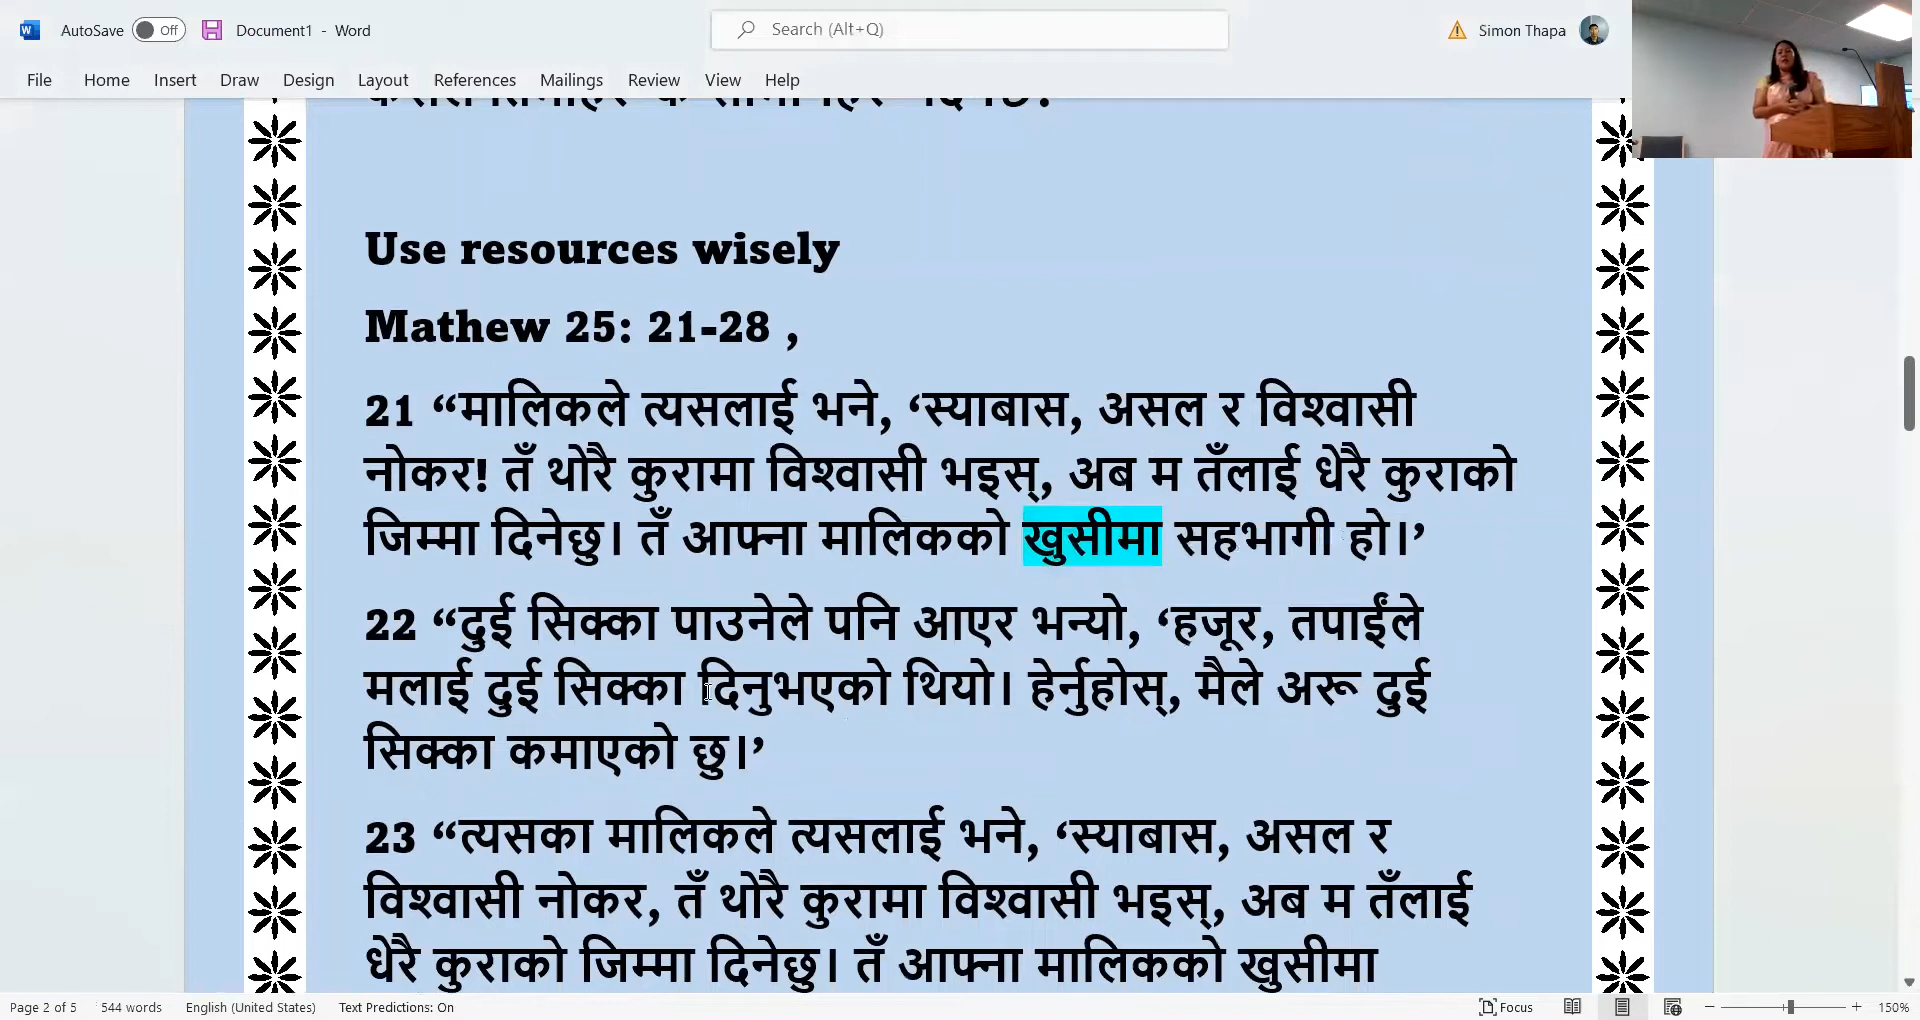 AutoSave Off Document1 - Word Search (Alt+Q) Simon Thapa
File Home Insert Draw Design Layout References Mailings Review View Help
Use resources wisely
Mathew 25: 21-28 ,
21 “मालिकले त्यसलाई भने, ‘स्याबास, असल र विश्वासी
नोकर! तँ थोरै कुरामा विश्वासी भइस्, अब म तँलाई धेरै कुराको
जिम्मा दिनेछु। तँ आफ्ना मालिकको खुसीमा सहभागी हो।’
22 “दुई सिक्का पाउनेले पनि आएर भन्यो, ‘हजूर, तपाईंले
मलाई दुई सिक्का दिनुभएको थियो। हेर्नुहोस्, मैले अरू दुई
सिक्का कमाएको छु।’
23 “त्यसका मालिकले त्यसलाई भने, ‘स्याबास, असल र
विश्वासी नोकर, तँ थोरै कुरामा विश्वासी भइस्, अब म तँलाई
धेरै कुराको जिम्मा दिनेछु। तँ आफ्ना मालिकको खुसीमा
Page 2 of 5 544 words English (United States) Text Predictions: On Focus 150%